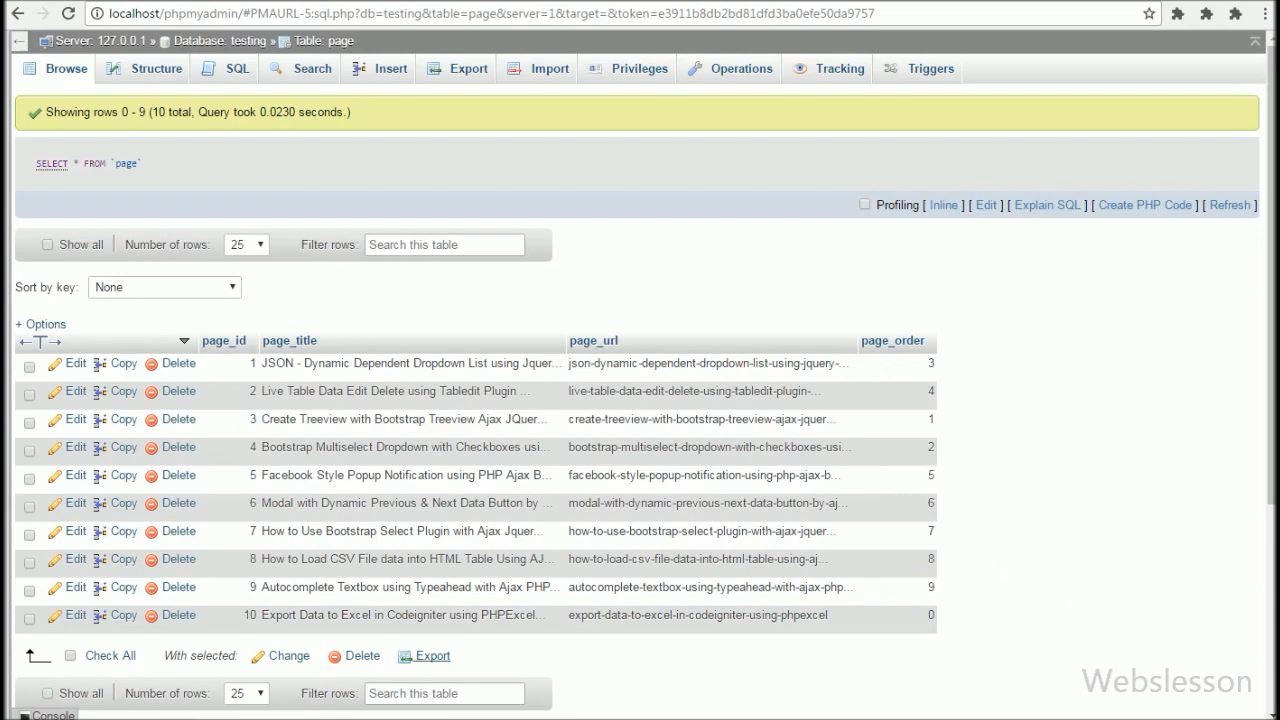 localhost/phpmyadmin/#PMAURL-5:sql.php?db=testing&table=page&server=1&target=&token=e3911b8db2bd81dfd3ba0efe50da9757
Server: 127.0.0.1 » Database: testing » Table: page
Browse Structure SQL Search Insert Export Import Privileges Operations Tracking Triggers
Showing rows 0 - 9 (10 total, Query took 0.0230 seconds.)
SELECT * FROM `page`
Profiling [ Inline ] [ Edit ] [ Explain SQL ] [ Create PHP Code ] [ Refresh ]
Show all | Number of rows: 25 Filter rows: Search this table
Sort by key: None
+ Options
←T→ page_id page_title page_url page_order
Edit Copy Delete 1 JSON - Dynamic Dependent Dropdown List using Jquer... json-dynamic-dependent-dropdown-list-using-jquery-... 3
Edit Copy Delete 2 Live Table Data Edit Delete using Tabledit Plugin ... live-table-data-edit-delete-using-tabledit-plugin-... 4
Edit Copy Delete 3 Create Treeview with Bootstrap Treeview Ajax JQuer... create-treeview-with-bootstrap-treeview-ajax-jquer... 1
Edit Copy Delete 4 Bootstrap Multiselect Dropdown with Checkboxes usi... bootstrap-multiselect-dropdown-with-checkboxes-usi... 2
Edit Copy Delete 5 Facebook Style Popup Notification using PHP Ajax B... facebook-style-popup-notification-using-php-ajax-b... 5
Edit Copy Delete 6 Modal with Dynamic Previous & Next Data Button by ... modal-with-dynamic-previous-next-data-button-by-aj... 6
Edit Copy Delete 7 How to Use Bootstrap Select Plugin with Ajax Jquer... how-to-use-bootstrap-select-plugin-with-ajax-jquer... 7
Edit Copy Delete 8 How to Load CSV File data into HTML Table Using AJ... how-to-load-csv-file-data-into-html-table-using-aj... 8
Edit Copy Delete 9 Autocomplete Textbox using Typeahead with Ajax PHP... autocomplete-textbox-using-typeahead-with-ajax-php... 9
Edit Copy Delete 10 Export Data to Excel in Codeigniter using PHPExcel... export-data-to-excel-in-codeigniter-using-phpexcel 0
Check All With selected: Change Delete Export
Webslesson
Show all | Number of rows: 25 Filter rows: Search this table
Console